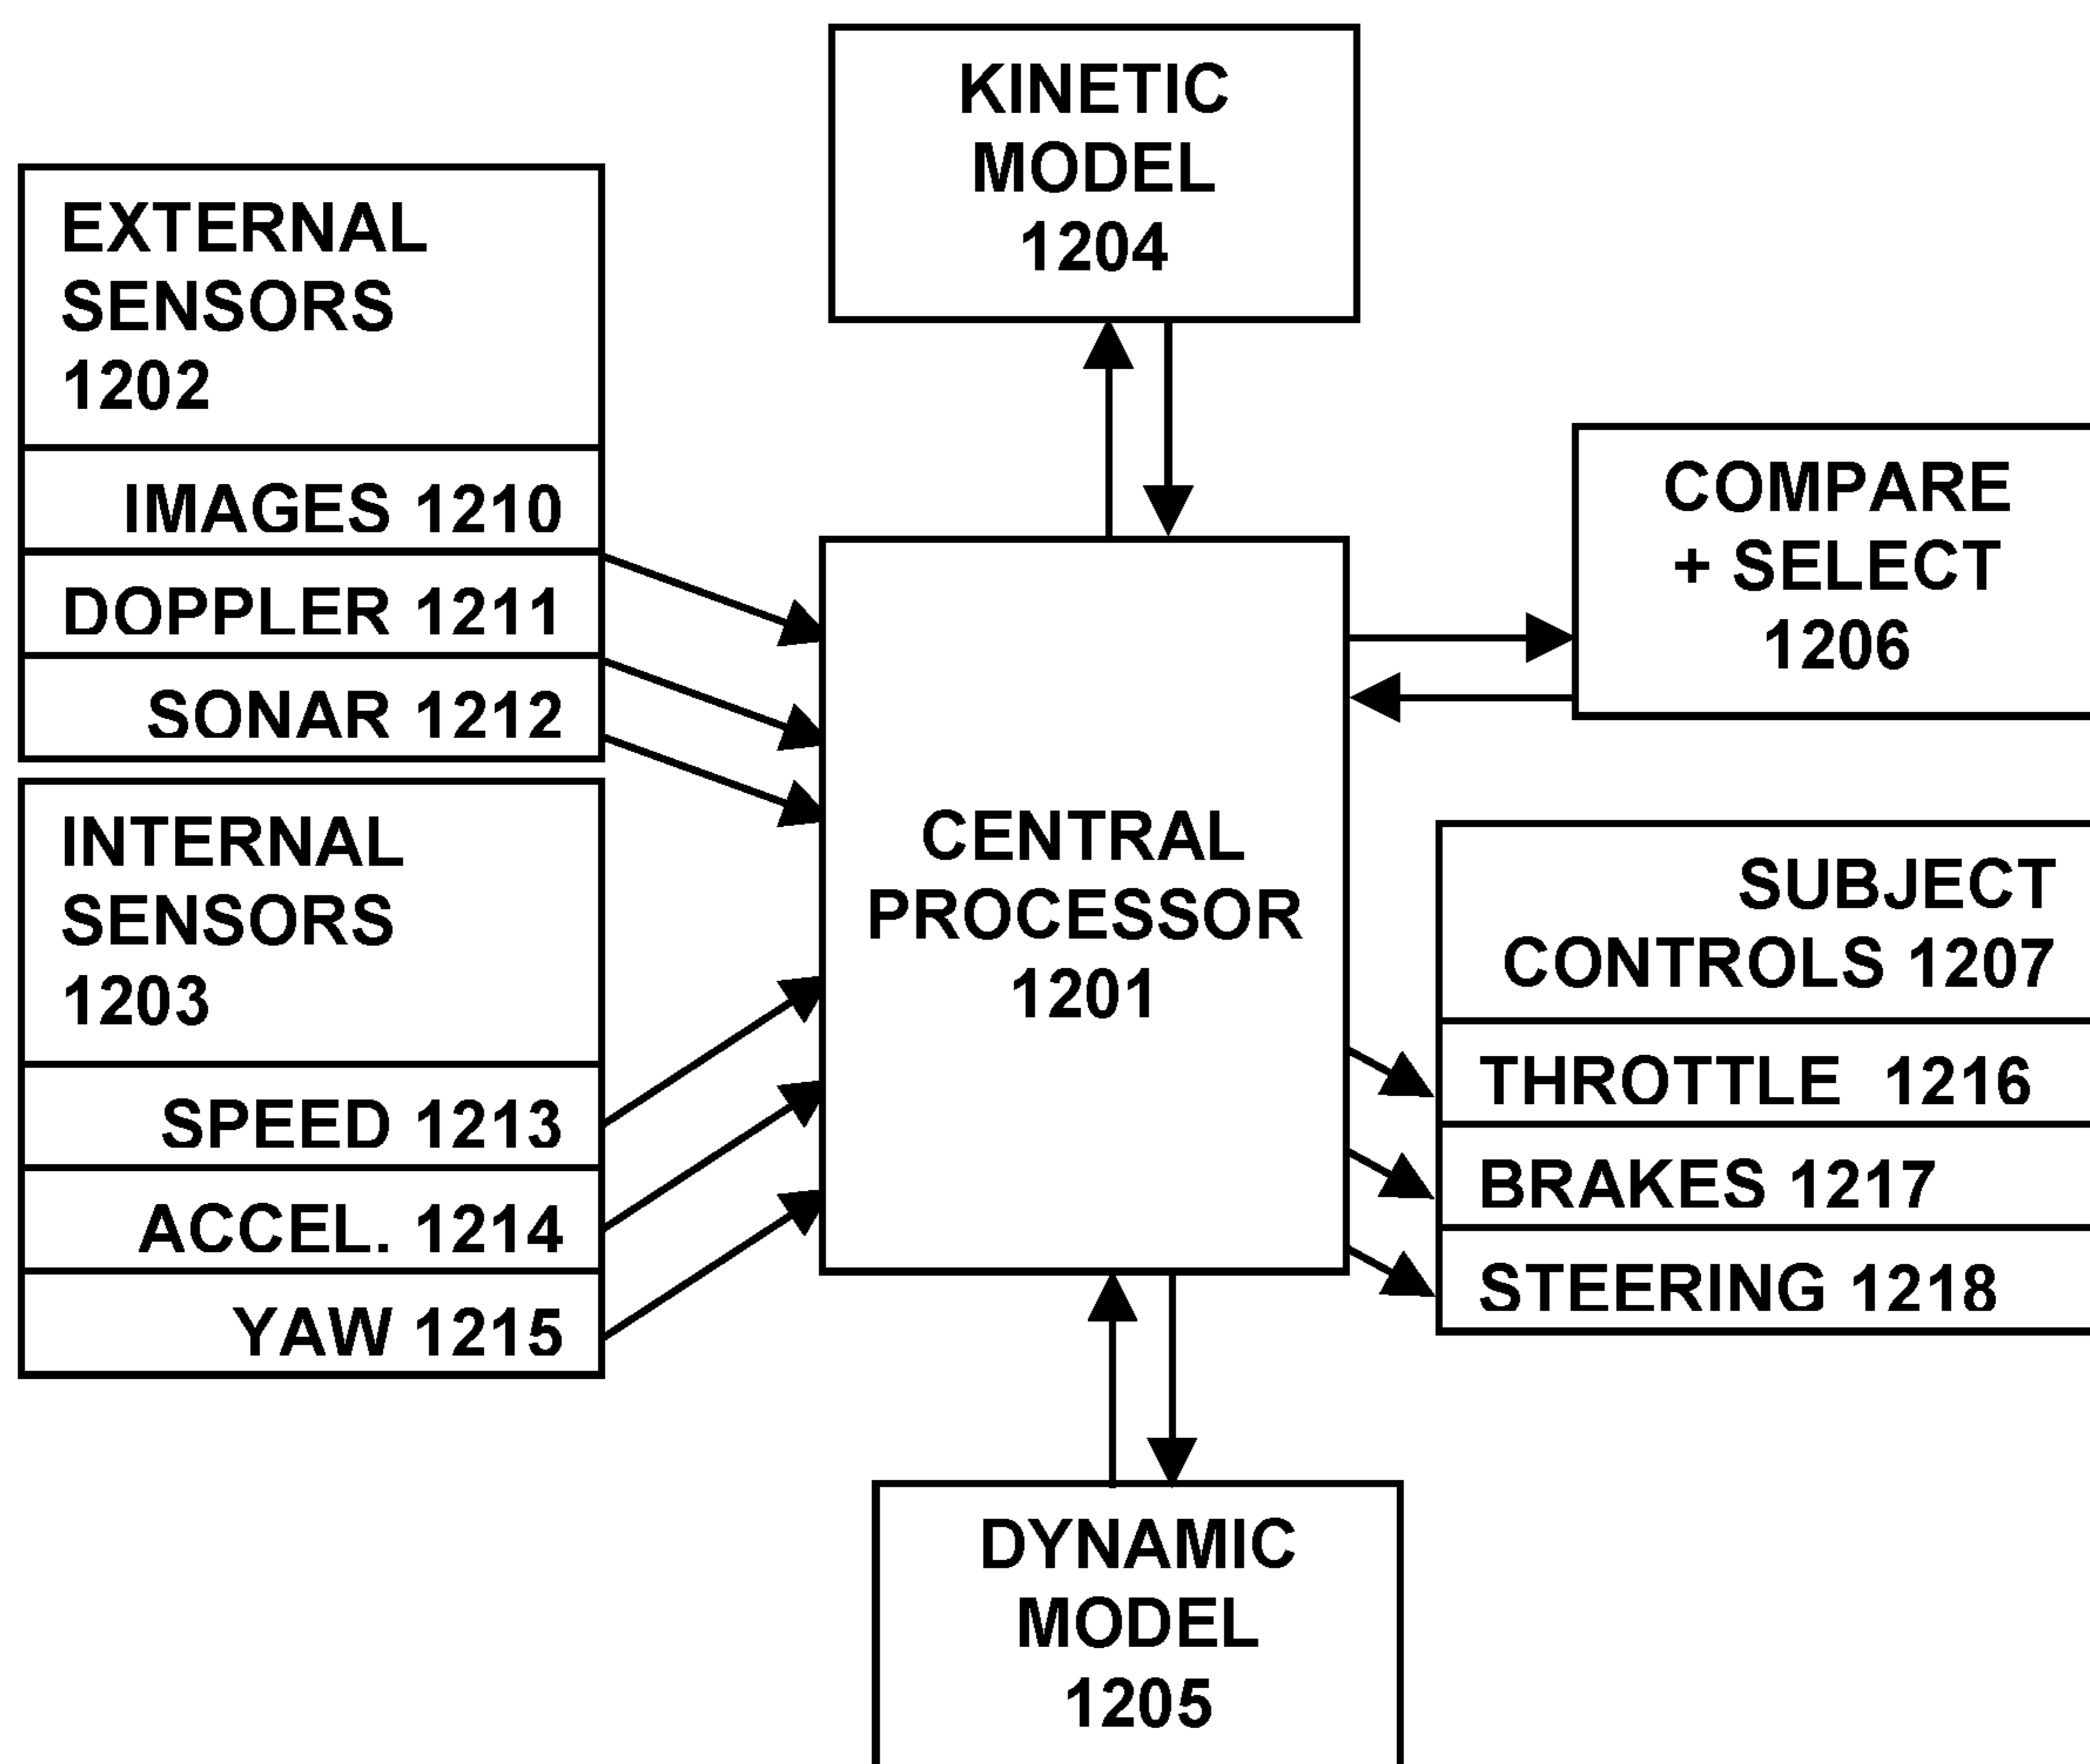 KINETIC
MODEL
1204
EXTERNAL
SENSORS
1202
IMAGES 1210
DOPPLER 1211
SONAR 1212
COMPARE
+ SELECT
1206
INTERNAL
SENSORS
1203
SPEED 1213
ACCEL. 1214
YAW 1215
CENTRAL
PROCESSOR
1201
SUBJECT
CONTROLS 1207
THROTTLE 1216
BRAKES 1217
STEERING 1218
DYNAMIC
MODEL
1205